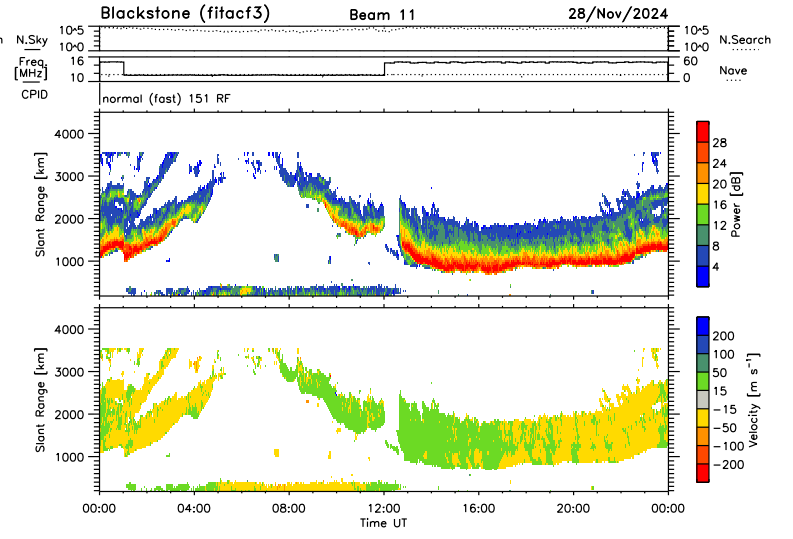 Blackstone (fitacf3) Beam 11 28/Nov/2024
N.Sky 10^5 10^0 10^5 10^0 N.Search
Freq. [MHz] 16 10 60 0 Nave
CPID normal (fast) 151 RF
Slant Range [km] 4000 3000 2000 1000
28 24 20 16 12 8 4 Power [dB]
Slant Range [km] 4000 3000 2000 1000
200 100 50 15 -15 -50 -100 -200 Velocity [m s⁻¹]
00:00 04:00 08:00 12:00 16:00 20:00 00:00
Time UT